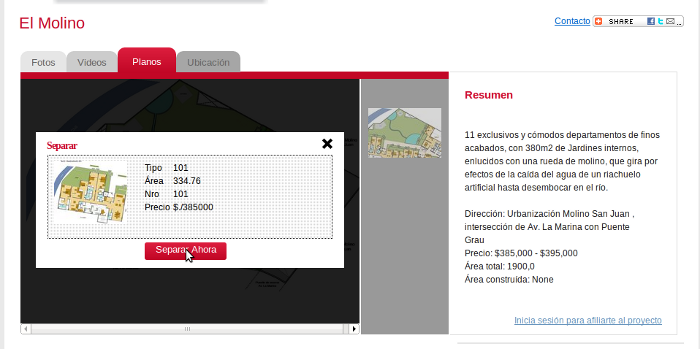 El Molino
Contacto
SHARE
Fotos
Videos
Planos
Ubicación
Separar
Tipo 101
Área 334.76
Nro 101
Precio $./385000
Separar Ahora
Resumen
11 exclusivos y cómodos departamentos de finos
acabados, con 380m2 de Jardines internos,
enlucidos con una rueda de molino, que gira por
efectos de la caída del agua de un riachuelo
artificial hasta desembocar en el río.
Dirección: Urbanización Molino San Juan ,
intersección de Av. La Marina con Puente
Grau
Precio: $385,000 - $395,000
Área total: 1900,0
Área construída: None
Inicia sesión para afiliarte al proyecto